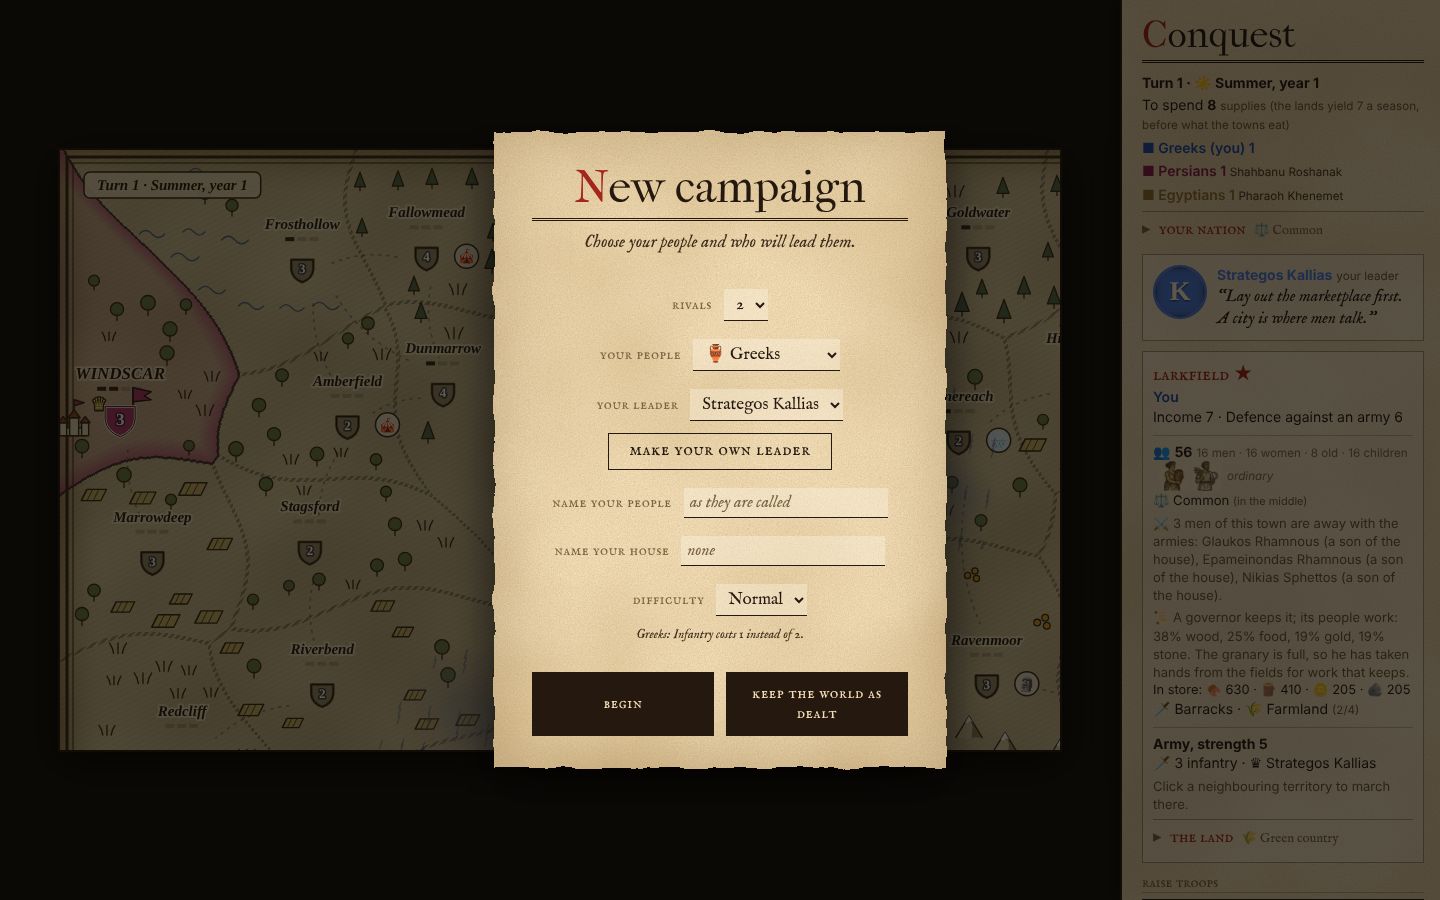 Turn 1 · Summer, year 1
Frosthollow
Fallowmead
3
4
WINDSCAR
3
Dunmarrow
4
Amberfield
2
Marrowdeep
3
Stagsford
2
Riverbend
2
Redcliff
New campaign
Choose your people and who will lead them.
RIVALS 2
YOUR PEOPLE Greeks
YOUR LEADER Strategos Kallias
MAKE YOUR OWN LEADER
NAME YOUR PEOPLE as they are called
NAME YOUR HOUSE none
DIFFICULTY Normal
Greeks: Infantry costs 1 instead of 2.
BEGIN
KEEP THE WORLD AS
DEALT
Goldwater
3
2
Ravenmoor
3
Conquest
Turn 1 · ☀️ Summer, year 1
To spend 8 supplies (the lands yield 7 a season,
before what the towns eat)
Greeks (you) 1
Persians 1 Shahbanu Roshanak
Egyptians 1 Pharaoh Khenemet
▶ YOUR NATION ⚖️ Common
K
Strategos Kallias your leader
“Lay out the marketplace first.
A city is where men talk.”
LARKFIELD ★
You
Income 7 · Defence against an army 6
👥 56 16 men · 16 women · 8 old · 16 children
ordinary
⚖️ Common (in the middle)
⚔️ 3 men of this town are away with the
armies: Glaukos Rhamnous (a son of the
house), Epameinondas Rhamnous (a son
of the house), Nikias Sphettos (a son of
the house).
A governor keeps it; its people work:
38% wood, 25% food, 19% gold, 19%
stone. The granary is full, so he has taken
hands from the fields for work that keeps.
In store: 🍖 630 · 🪵 410 · 🪙 205 · 🪨 205
🗡️ Barracks · 🌾 Farmland (2/4)
Army, strength 5
🗡️ 3 infantry · ♛ Strategos Kallias
Click a neighbouring territory to march
there.
▶ THE LAND 🌾 Green country
RAISE TROOPS